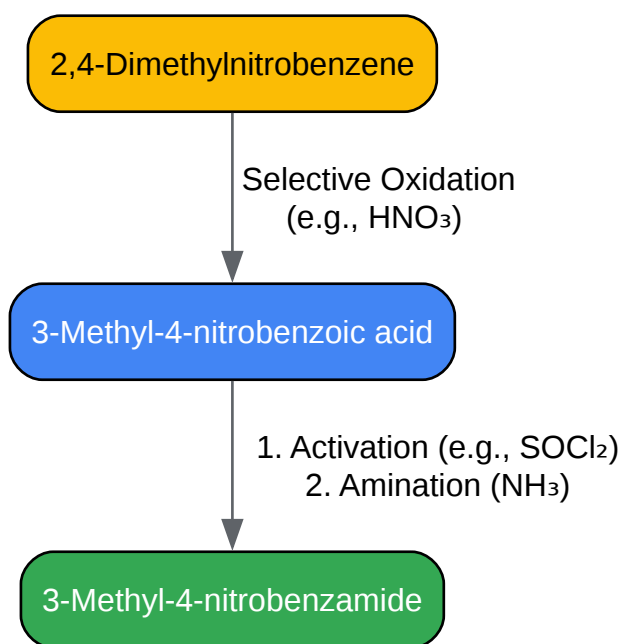 2,4-Dimethylnitrobenzene
Selective Oxidation
(e.g., HNO₃)
3-Methyl-4-nitrobenzoic acid
1. Activation (e.g., SOCl₂)
2. Amination (NH₃)
3-Methyl-4-nitrobenzamide